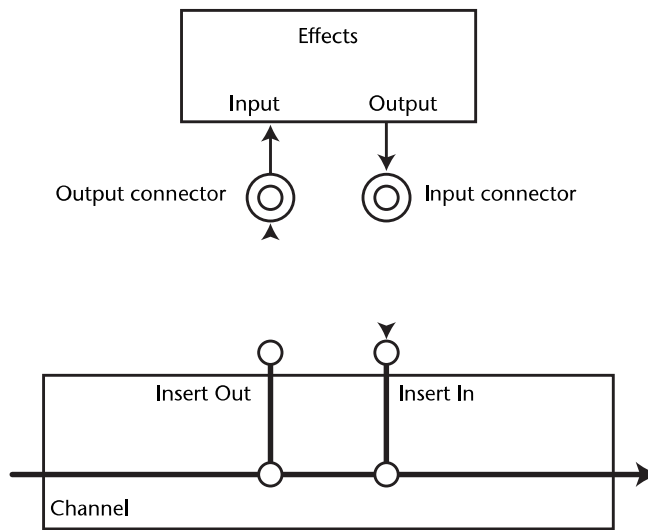 Effects
Input Output
Output connector Input connector
Insert Out Insert In
Channel